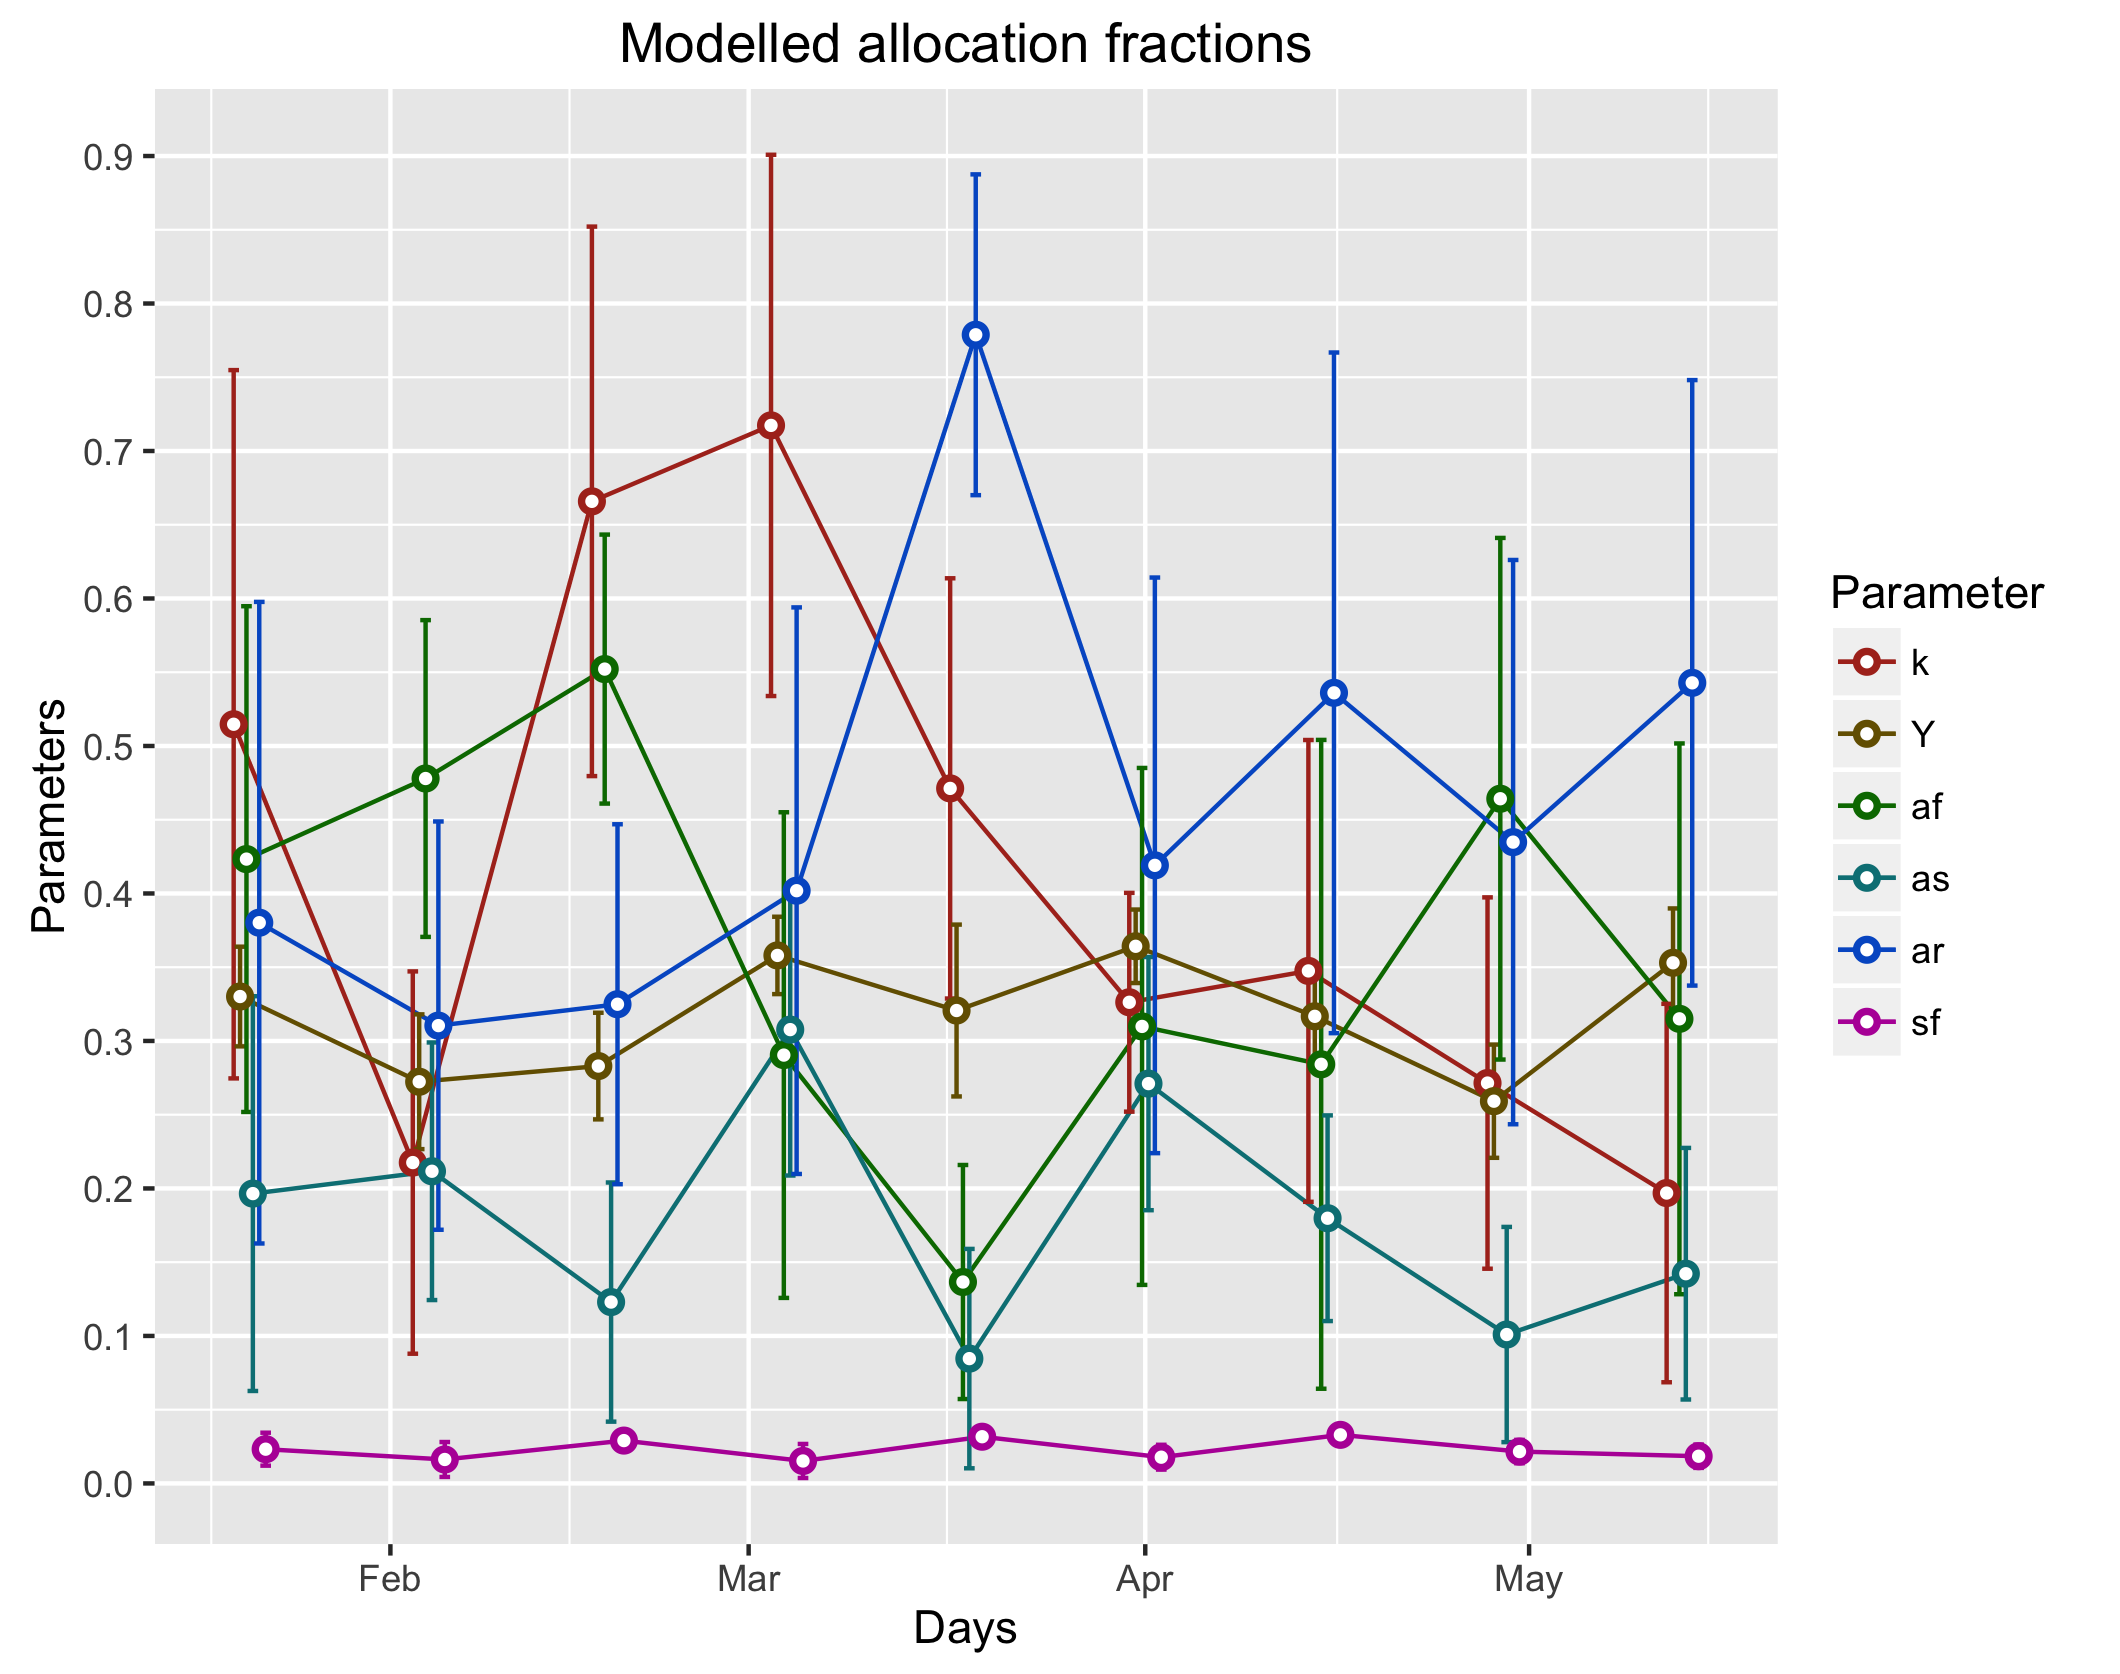 Modelled allocation fractions
Parameters
0.9
0.8
0.7
0.6
0.5
0.4
0.3
0.2
0.1
0.0
Feb Mar Apr May
Days
Parameter
k
Y
af
as
ar
sf